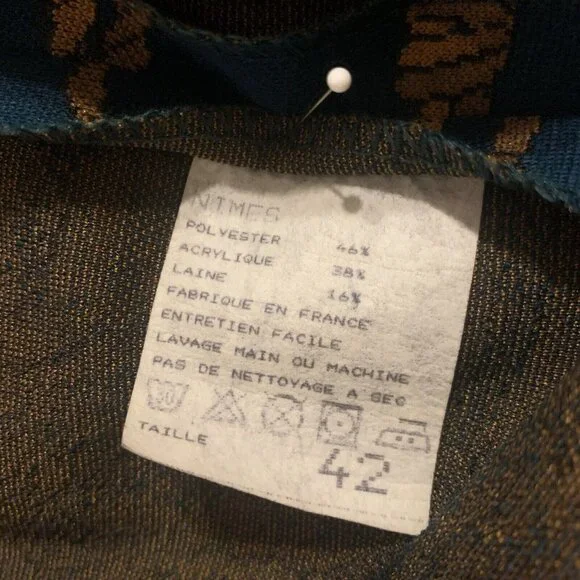 NIMES
POLYESTER 46%
ACRYLIQUE 38%
LAINE 16%
FABRIQUE EN FRANCE
ENTRETIEN FACILE
LAVAGE MAIN OU MACHINE
PAS DE NETTOYAGE A SEC
30
TAILLE 42